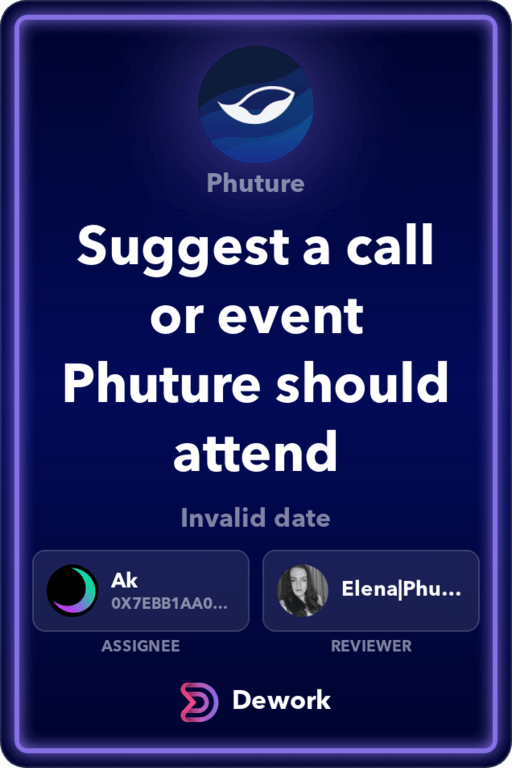 Phuture
Suggest a call
or event
Phuture should
attend
Invalid date
Ak
0X7EBB1AA0...
Elena|Phu...
ASSIGNEE
REVIEWER
Dework